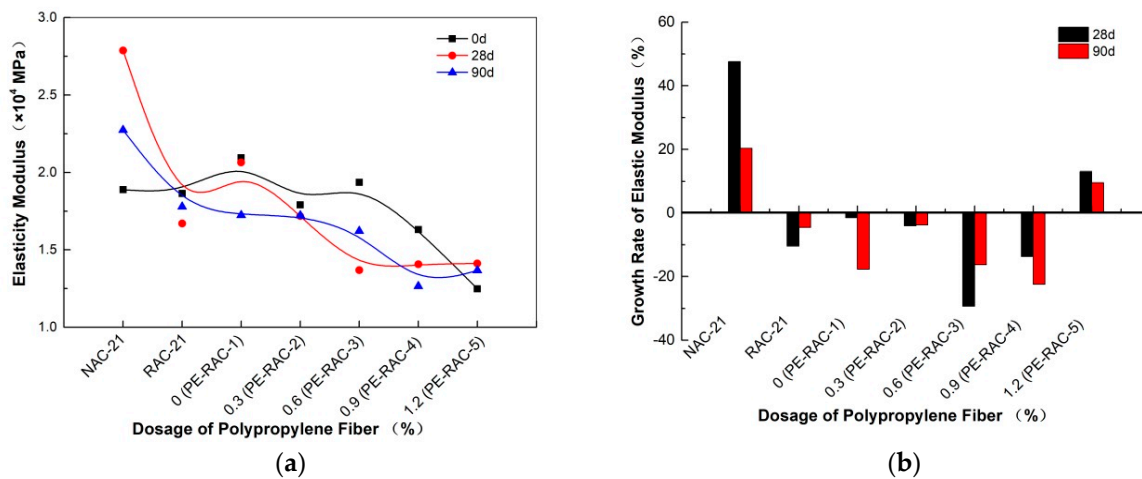 3.0
2.5
2.0
1.5
1.0
Elasticity Modulus（×10⁴ MPa）
0d
28d
90d
NAC-21
RAC-21
0 (PE-RAC-1)
0.3 (PE-RAC-2)
0.6 (PE-RAC-3)
0.9 (PE-RAC-4)
1.2 (PE-RAC-5)
Dosage of Polypropylene Fiber （%）
(a)
60
40
20
0
-20
-40
Growth Rate of Elastic Modulus（%）
28d
90d
NAC-21
RAC-21
0 (PE-RAC-1)
0.3 (PE-RAC-2)
0.6 (PE-RAC-3)
0.9 (PE-RAC-4)
1.2 (PE-RAC-5)
Dosage of Polypropylene Fiber （%）
(b)